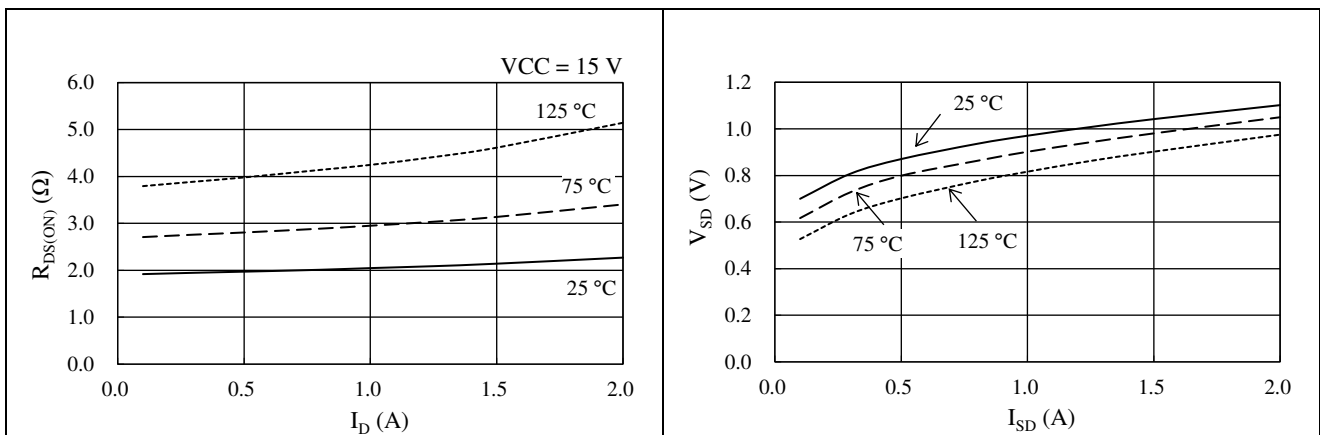 VCC = 15 V
6.0
5.0
4.0
3.0
2.0
1.0
0.0
R_DS(ON) (Ω)
125 °C
75 °C
25 °C
0.0 0.5 1.0 1.5 2.0
I_D (A)
1.2
1.0
0.8
0.6
0.4
0.2
0.0
V_SD (V)
25 °C
75 °C
125 °C
0.0 0.5 1.0 1.5 2.0
I_SD (A)